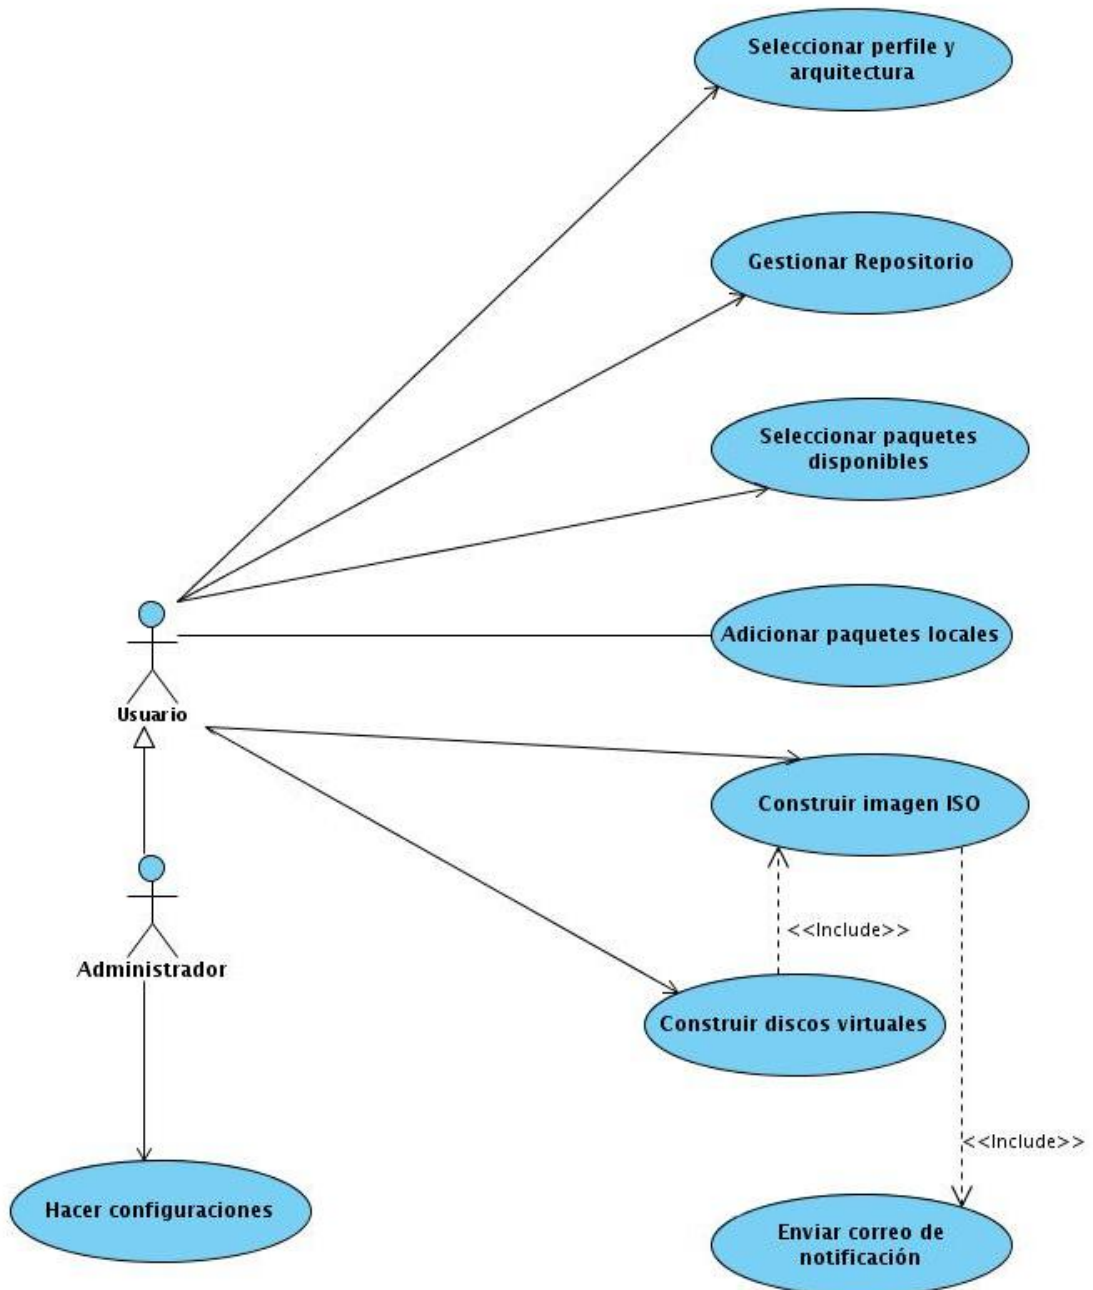 Seleccionar perfile y
arquitectura
Gestionar Repositorio
Seleccionar paquetes
disponibles
Adicionar paquetes locales
Usuario
Construir imagen ISO
<<Include>>
Administrador
Construir discos virtuales
<<Include>>
Hacer configuraciones
Enviar correo de
notificación